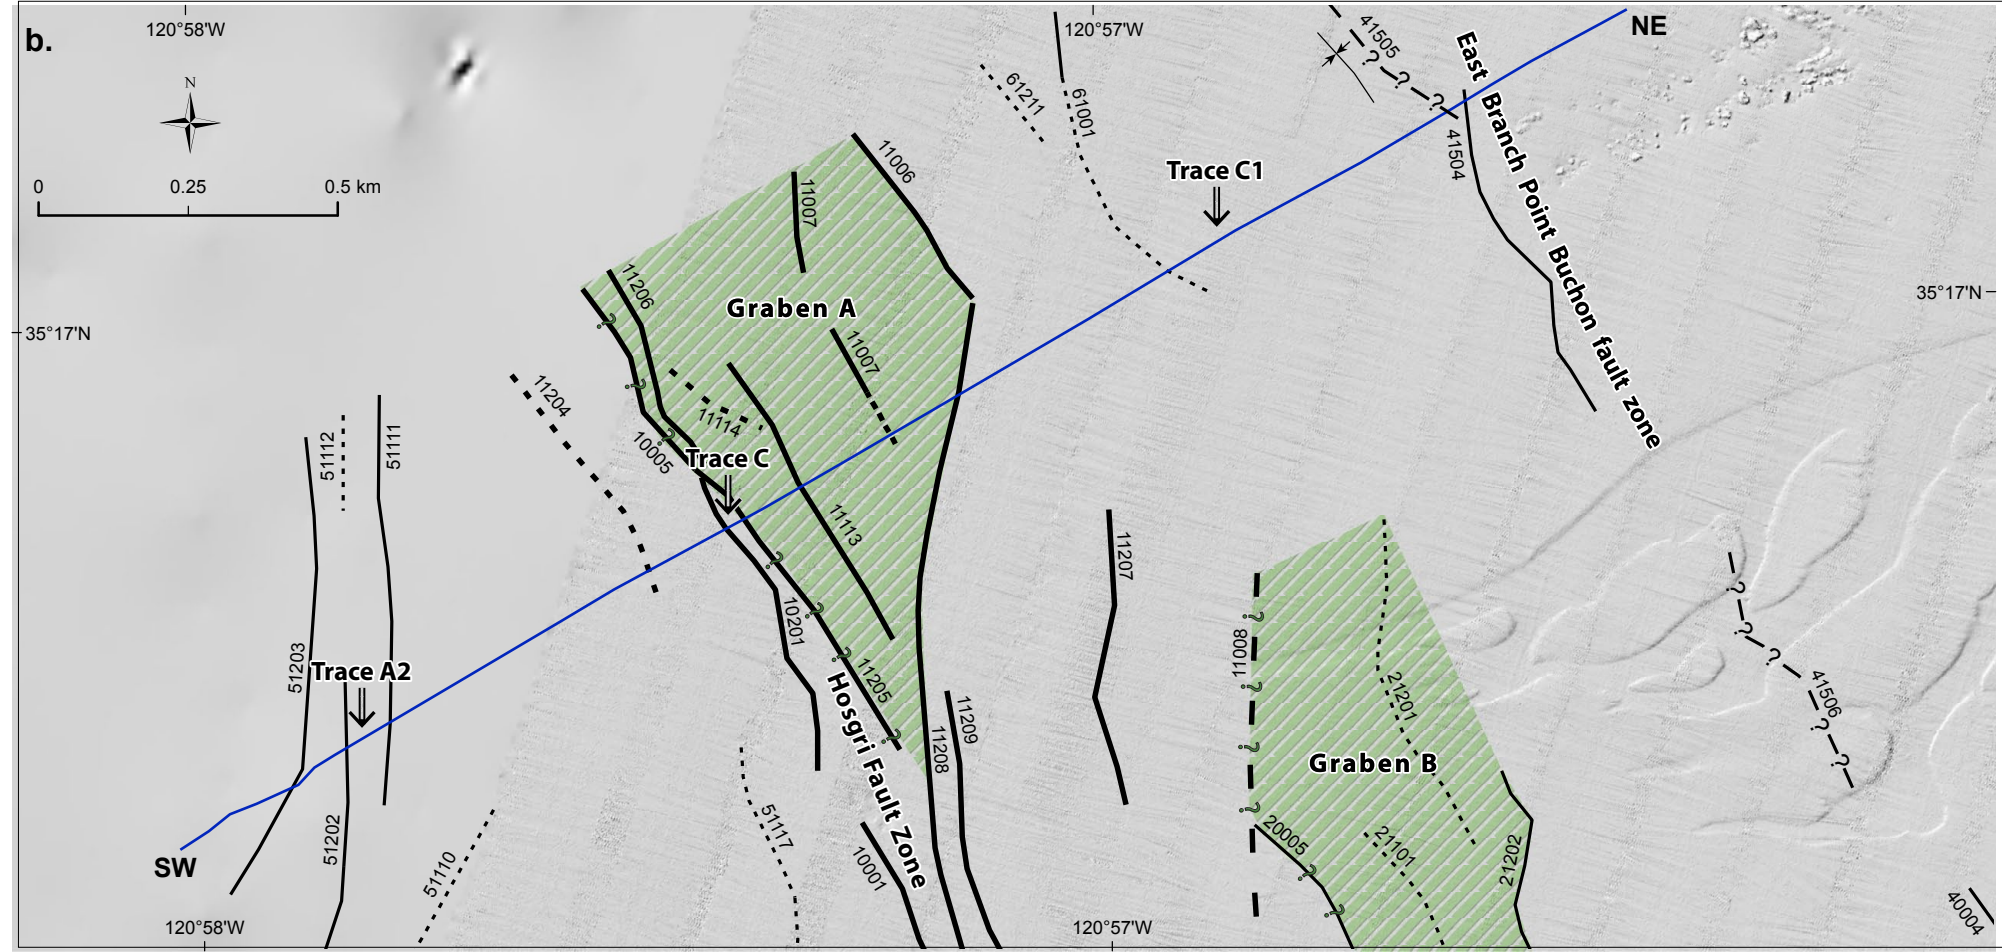 b.
120°58'W
120°57'W
NE
N
41505
?
?
?
East Branch Point Buchon fault zone
61211
61001
41504
11006
Trace C1
0 0.25 0.5 km
11007
11206
35°17'N
Graben A
35°17'N
?
11007
?
11204
11114
51112
51111
10005
?
Trace C
11113
11207
?
?
10201
?
?
?
11008
?
51203
Trace A2
?
11205
Hosgri Fault Zone
?
21201
?
41506
?
11209
11208
?
Graben B
?
?
51202
51110
51117
10001
?
20005
21101
21202
?
?
SW
40004
120°58'W
120°57'W